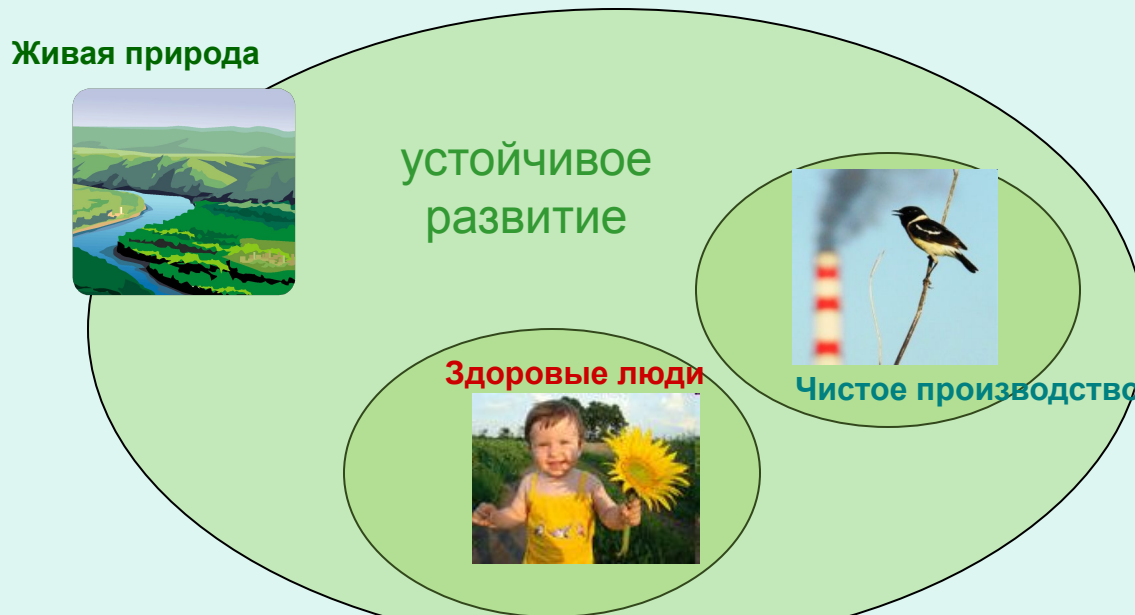 Живая природа
устойчивое
развитие
Здоровые люди
Чистое производство